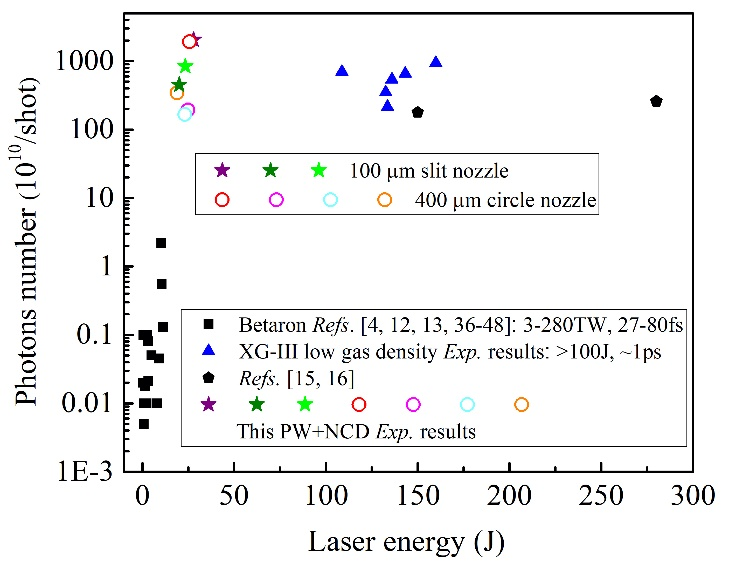 1000
100
10
1
0.1
0.01
1E-3
Photons number (10^10/shot)
100 μm slit nozzle
400 μm circle nozzle
Betaron Refs. [4, 12, 13, 36-48]: 3-280TW, 27-80fs
XG-III low gas density Exp. results: >100J, ~1ps
Refs. [15, 16]
This PW+NCD Exp. results
0 50 100 150 200 250 300
Laser energy (J)